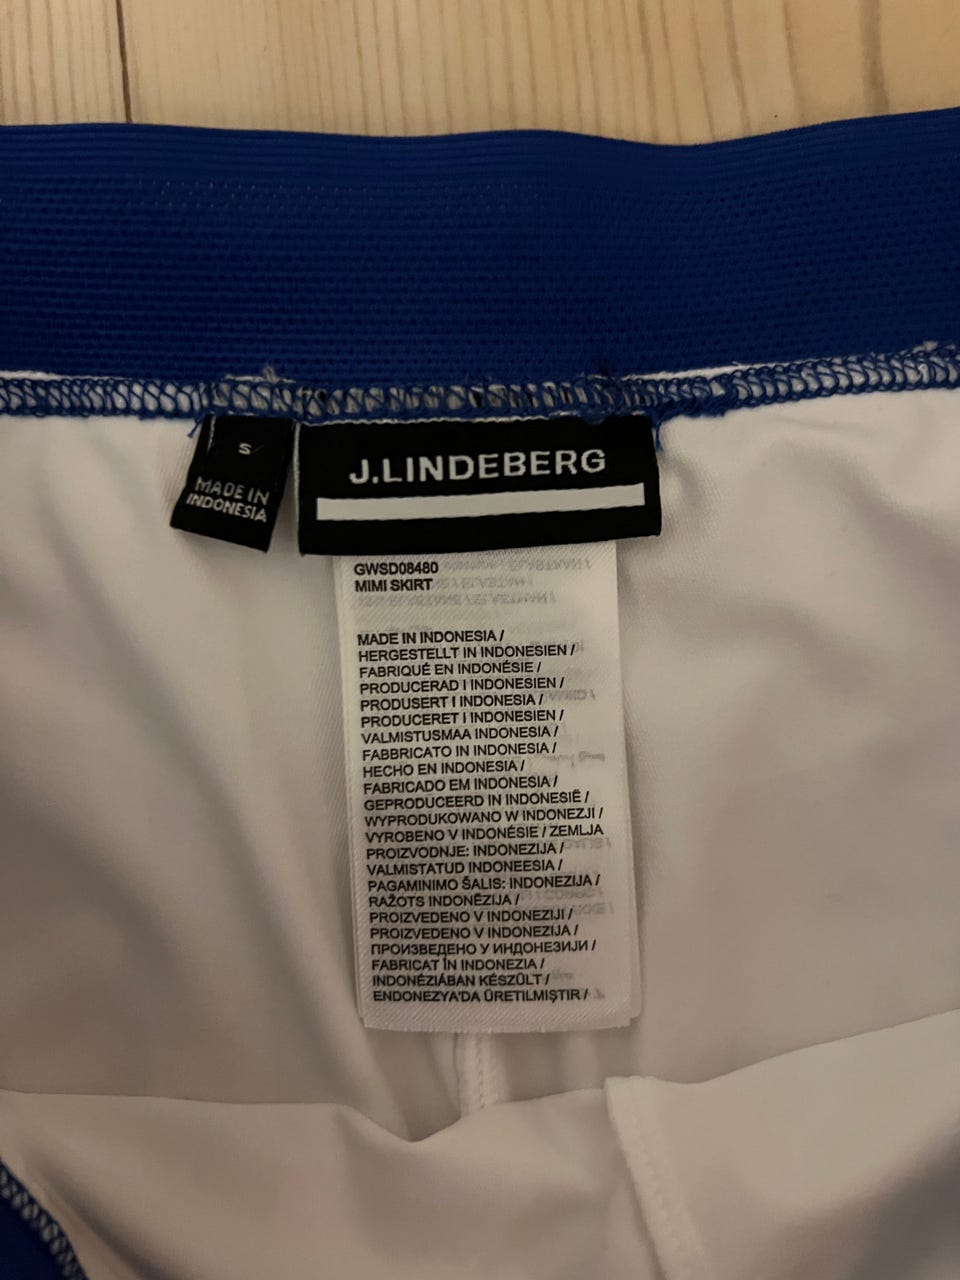 S
MADE IN
INDONESIA
J.LINDEBERG
GWSD08480
MIMI SKIRT
MADE IN INDONESIA /
HERGESTELLT IN INDONESIEN /
FABRIQUÉ EN INDONÉSIE /
PRODUCERAD I INDONESIEN /
PRODUSERT I INDONESIA /
PRODUCERET I INDONESIEN /
VALMISTUSMAA INDONESIA /
FABBRICATO IN INDONESIA /
HECHO EN INDONESIA /
FABRICADO EM INDONESIA /
GEPRODUCEERD IN INDONESIË /
WYPRODUKOWANO W INDONEZJI /
VYROBENO V INDONÉSIE / ZEMLJA
PROIZVODNJE: INDONEZIJA /
VALMISTATUD INDONEESIA /
PAGAMINIMO ŠALIS: INDONEZIJA /
RAŽOTS INDONĒZIJA /
PROIZVEDENO V INDONEZIJI /
PROIZVEDENO V INDONEZIJA /
ПРОИЗВЕДЕНО У ИНДОНЕЗИЈИ /
FABRICAT ÎN INDONEZIA /
INDONÉZIÁBAN KÉSZÜLT /
ENDONEZYA'DA ÜRETILMIŞTIR /